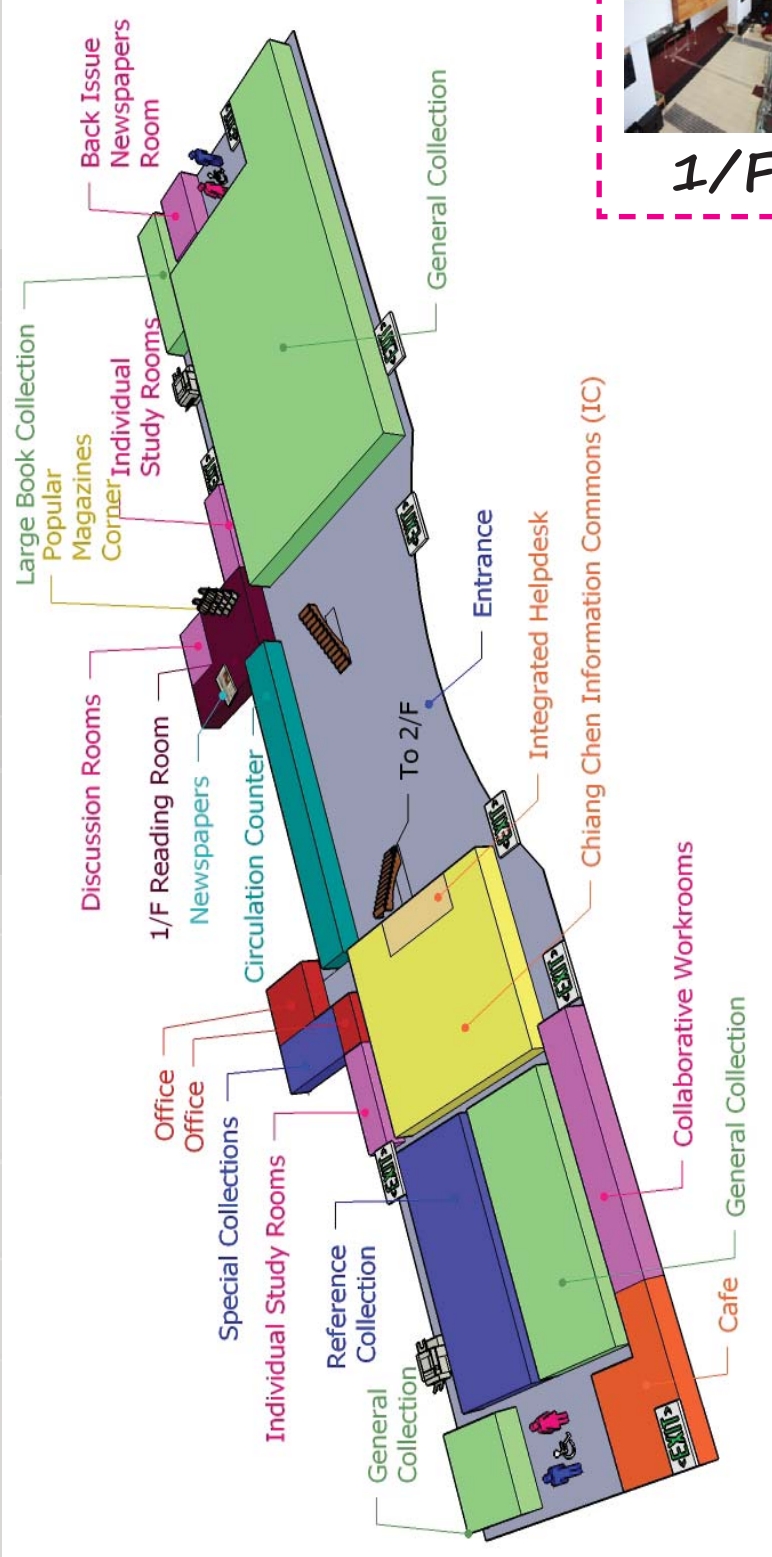 Large Book Collection
Popular
Magazines
Corner
Individual
Study Rooms
Back Issue
Newspapers
Room
Discussion Rooms
1/F Reading Room
Newspapers
Circulation Counter
Office
Office
Special Collections
Individual Study Rooms
Reference
Collection
General
Collection
General Collection
Entrance
To 2/F
Integrated Helpdesk
Chiang Chen Information Commons (IC)
Collaborative Workrooms
General Collection
Cafe
EXIT
EXIT
EXIT
EXIT
EXIT
EXIT
EXIT
EXIT
1/F